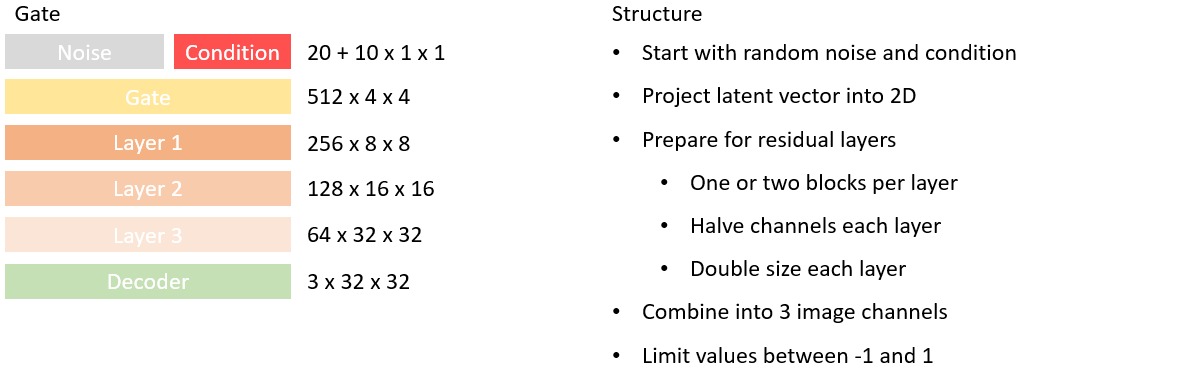 Gate
Noise Condition 20 + 10 x 1 x 1
Gate 512 x 4 x 4
Layer 1 256 x 8 x 8
Layer 2 128 x 16 x 16
Layer 3 64 x 32 x 32
Decoder 3 x 32 x 32
Structure
• Start with random noise and condition
• Project latent vector into 2D
• Prepare for residual layers
• One or two blocks per layer
• Halve channels each layer
• Double size each layer
• Combine into 3 image channels
• Limit values between -1 and 1